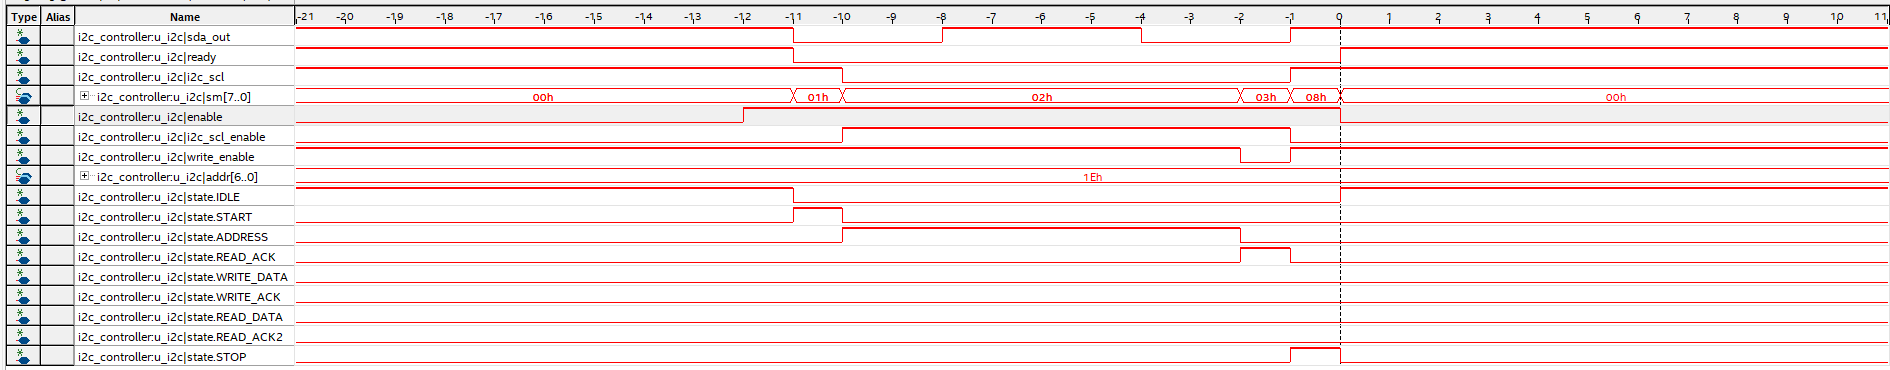 Type Alias Name -21 -20 -19 -18 -17 -16 -15 -14 -13 -12 -11 -10 -9 -8 -7 -6 -5 -4 -3 -2 -1 0 1 2 3 4 5 6 7 8 9 10 11
i2c_controller:u_i2c|sda_out
i2c_controller:u_i2c|ready
i2c_controller:u_i2c|i2c_scl
i2c_controller:u_i2c|sm[7..0] 00h 01h 02h 03h 08h 00h
i2c_controller:u_i2c|enable
i2c_controller:u_i2c|i2c_scl_enable
i2c_controller:u_i2c|write_enable
i2c_controller:u_i2c|addr[6..0] 1Eh
i2c_controller:u_i2c|state.IDLE
i2c_controller:u_i2c|state.START
i2c_controller:u_i2c|state.ADDRESS
i2c_controller:u_i2c|state.READ_ACK
i2c_controller:u_i2c|state.WRITE_DATA
i2c_controller:u_i2c|state.WRITE_ACK
i2c_controller:u_i2c|state.READ_DATA
i2c_controller:u_i2c|state.READ_ACK2
i2c_controller:u_i2c|state.STOP